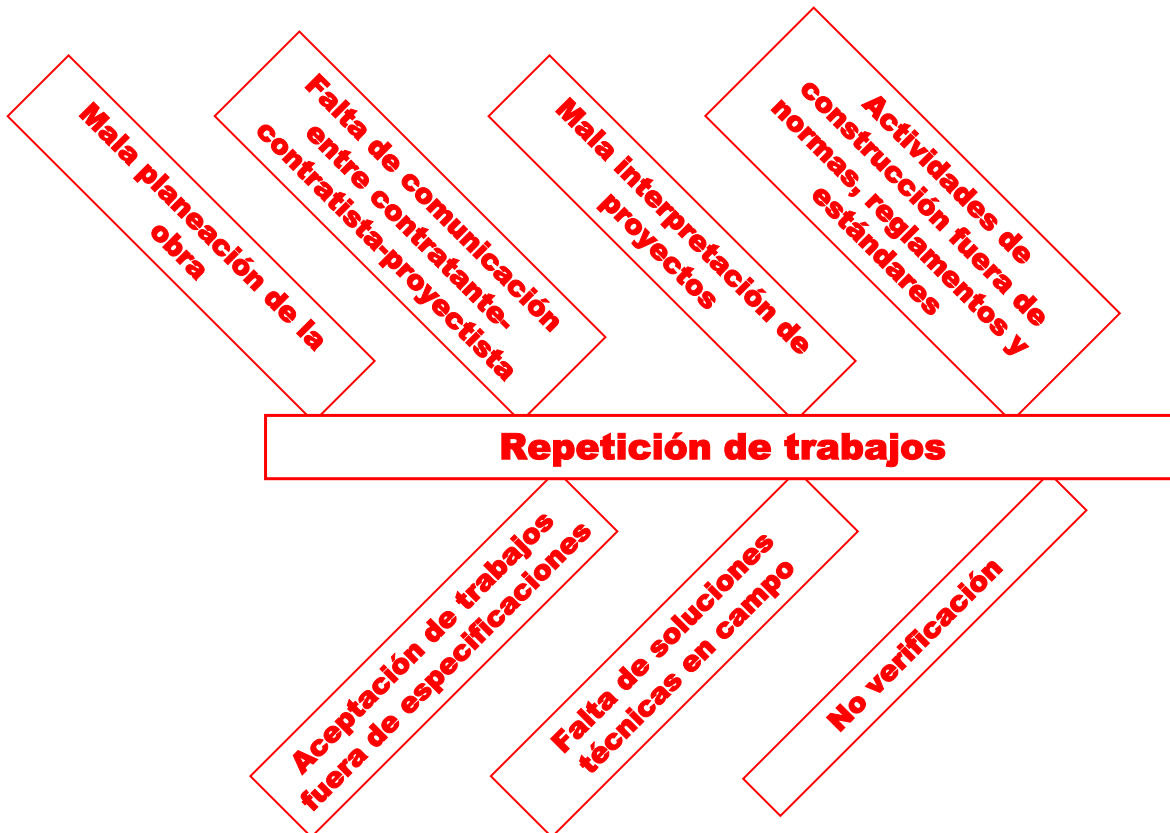 Mala planeación de la
obra
Falta de comunicación
entre contratante-
contratista-proyectista
Mala interpretación de
proyectos
Actividades de
construcción fuera de
normas, reglamentos y
estándares
Repetición de trabajos
Aceptación de trabajos
fuera de especificaciones
Falta de soluciones
técnicas en campo
No verificación